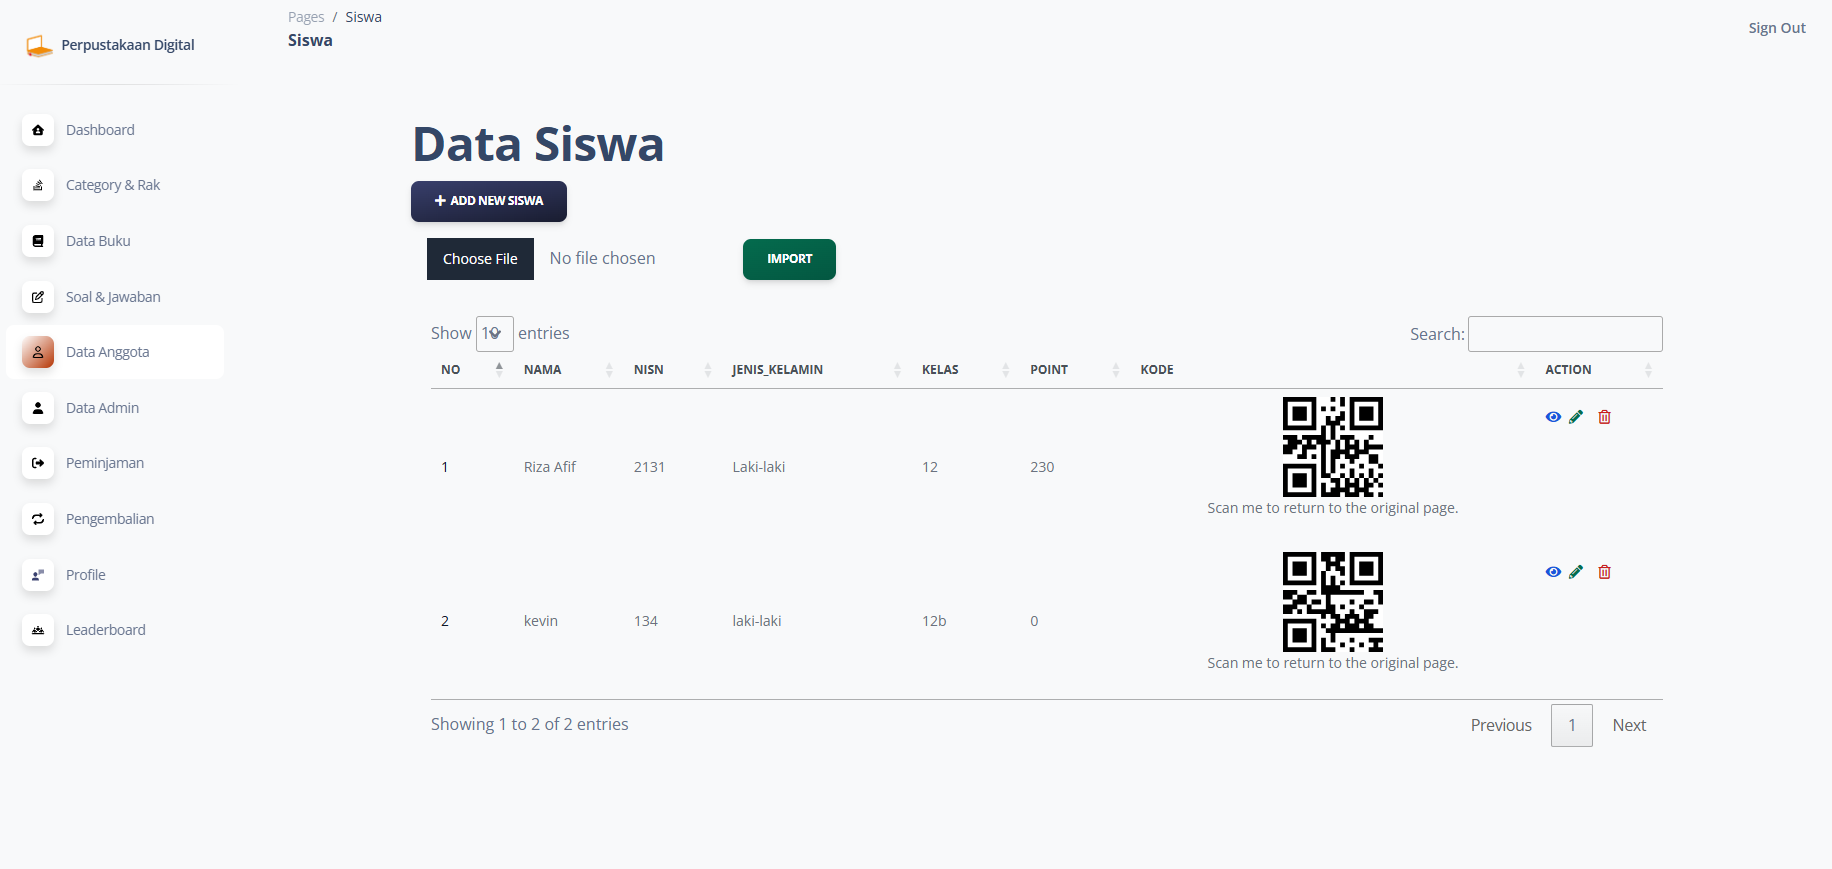 Perpustakaan Digital
Pages / Siswa
Siswa
Sign Out
Dashboard
Category & Rak
Data Buku
Soal & Jawaban
Data Anggota
Data Admin
Peminjaman
Pengembalian
Profile
Leaderboard
Data Siswa
+ ADD NEW SISWA
Choose File No file chosen
IMPORT
Show 10 entries
Search:
NO NAMA NISN JENIS_KELAMIN KELAS POINT KODE ACTION
1 Riza Afif 2131 Laki-laki 12 230
Scan me to return to the original page.
2 kevin 134 laki-laki 12b 0
Scan me to return to the original page.
Showing 1 to 2 of 2 entries
Previous 1 Next